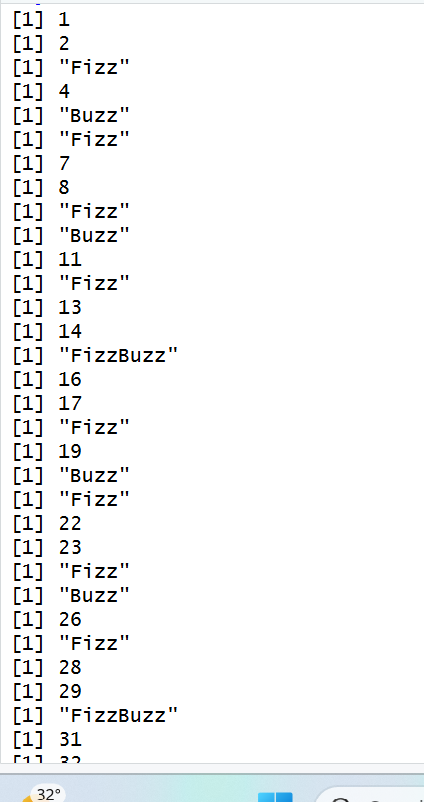 [1] 1
[1] 2
[1] "Fizz"
[1] 4
[1] "Buzz"
[1] "Fizz"
[1] 7
[1] 8
[1] "Fizz"
[1] "Buzz"
[1] 11
[1] "Fizz"
[1] 13
[1] 14
[1] "FizzBuzz"
[1] 16
[1] 17
[1] "Fizz"
[1] 19
[1] "Buzz"
[1] "Fizz"
[1] 22
[1] 23
[1] "Fizz"
[1] "Buzz"
[1] 26
[1] "Fizz"
[1] 28
[1] 29
[1] "FizzBuzz"
[1] 31
[1] 32
32°